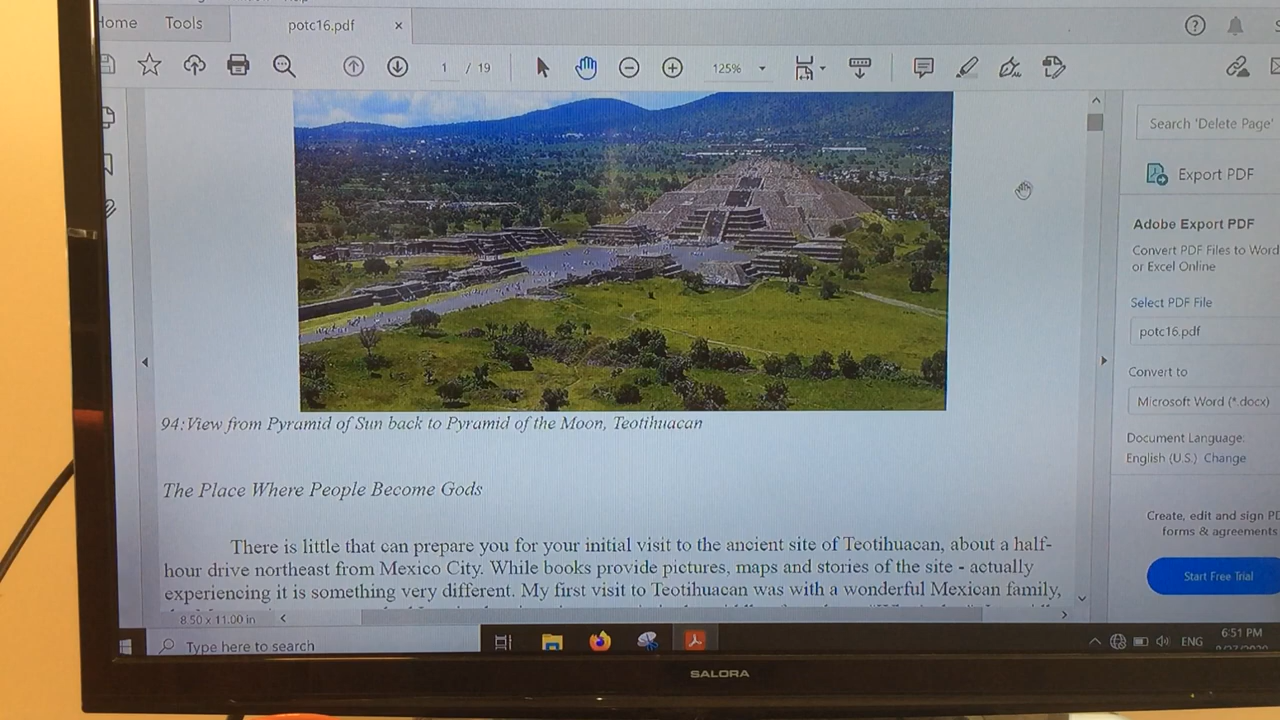 Home Tools potc16.pdf ×
1 / 19 125%
Search 'Delete Page'
Export PDF
Adobe Export PDF
Convert PDF Files to Word
or Excel Online
Select PDF File
potc16.pdf
Convert to
Microsoft Word (*.docx)
Document Language:
English (U.S.) Change
Create, edit and sign PD
forms & agreements
Start Free Trial
94:View from Pyramid of Sun back to Pyramid of the Moon, Teotihuacan
The Place Where People Become Gods
There is little that can prepare you for your initial visit to the ancient site of Teotihuacan, about a half-
hour drive northeast from Mexico City. While books provide pictures, maps and stories of the site - actually
experiencing it is something very different. My first visit to Teotihuacan was with a wonderful Mexican family,
8.50 x 11.00 in
Type here to search
ENG
6:51 PM
SALORA